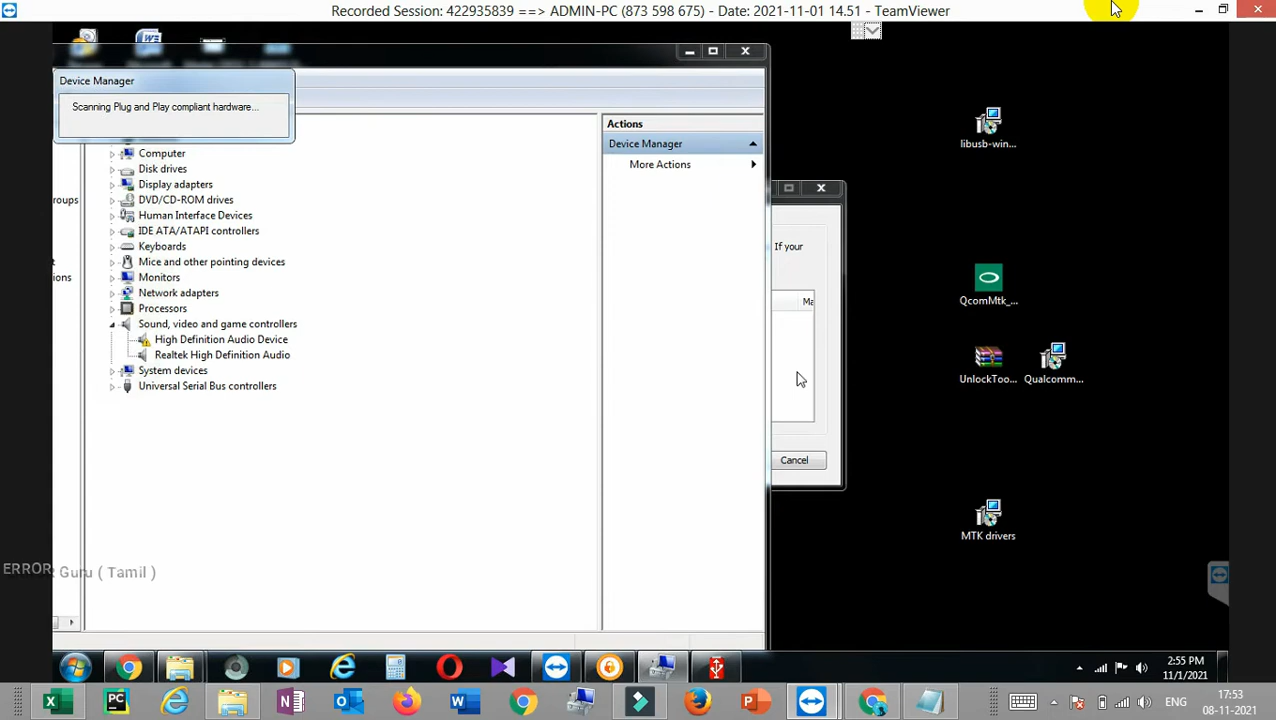 Recorded Session: 422935839 ==> ADMIN-PC (873 598 675) - Date: 2021-11-01 14.51 - TeamViewer
Device Manager
Scanning Plug and Play compliant hardware...
Actions
Device Manager
More Actions
Computer
Disk drives
Display adapters
DVD/CD-ROM drives
Human Interface Devices
IDE ATA/ATAPI controllers
Keyboards
Mice and other pointing devices
Monitors
Network adapters
Processors
Sound, video and game controllers
High Definition Audio Device
Realtek High Definition Audio
System devices
Universal Serial Bus controllers
roups
ions
If your
Ma
Cancel
libusb-win...
QcomMtk_...
UnlockToo...
Qualcomm...
MTK drivers
ERROR Guru ( Tamil )
2:55 PM
11/1/2021
ENG
17:53
08-11-2021